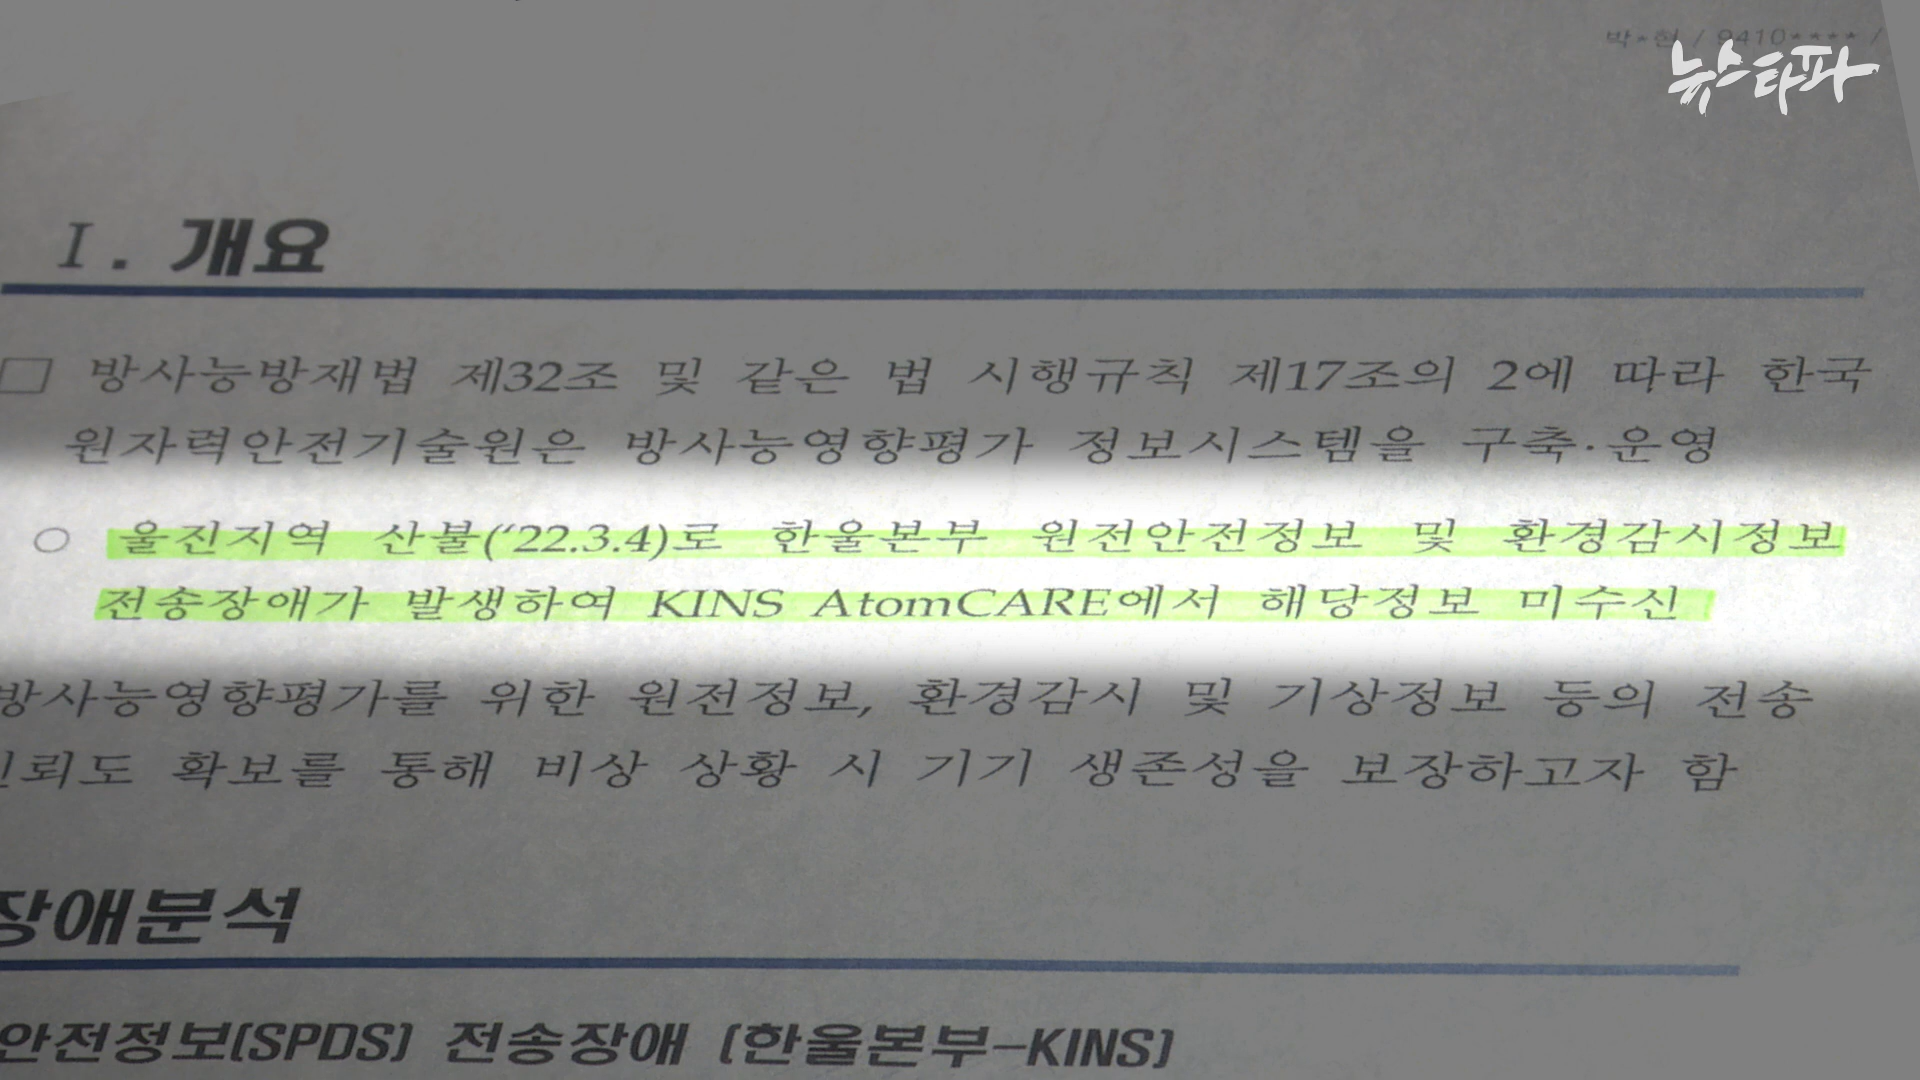 박*현 / 9410**** /
뉴스타파
I. 개요
□ 방사능방재법 제32조 및 같은 법 시행규칙 제17조의 2에 따라 한국
원자력안전기술원은 방사능영향평가 정보시스템을 구축·운영
○ 울진지역 산불(‘22.3.4)로 한울본부 원전안전정보 및 환경감시정보
전송장애가 발생하여 KINS AtomCARE에서 해당정보 미수신
방사능영향평가를 위한 원전정보, 환경감시 및 기상정보 등의 전송
뢰도 확보를 통해 비상 상황 시 기기 생존성을 보장하고자 함
장애분석
안전정보(SPDS) 전송장애 (한울본부-KINS)